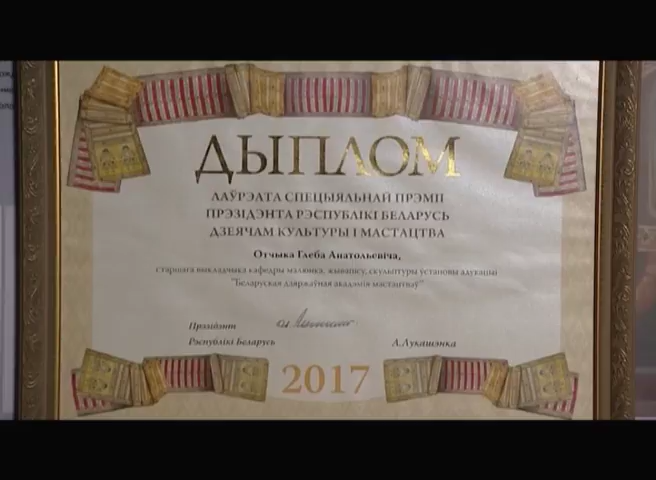 ДЫПЛОМ
ЛАЎРЭАТА СПЕЦЫЯЛЬНАЙ ПРЭМІІ
ПРЭЗІДЭНТА РЭСПУБЛІКІ БЕЛАРУСЬ
ДЗЕЯЧАМ КУЛЬТУРЫ І МАСТАЦТВА
Отчыка Глеба Анатольевіча,
старшага выкладчыка кафедры малюнка, жывапісу, скульптуры ўстановы адукацыі
"Беларуская дзяржаўная акадэмія мастацтваў"
Прэзідэнт
Рэспублікі Беларусь А.Лукашэнка
2017